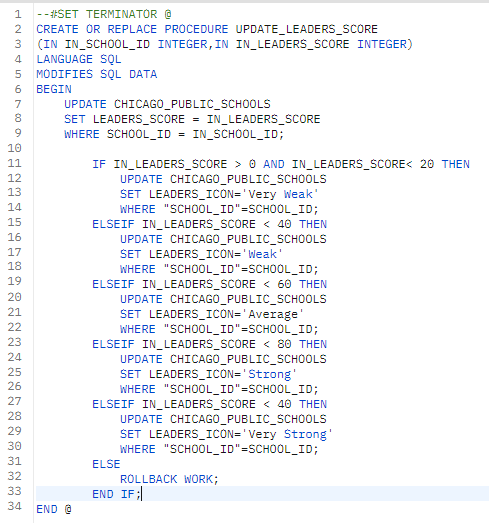 1 --#SET TERMINATOR @
2 CREATE OR REPLACE PROCEDURE UPDATE_LEADERS_SCORE
3 (IN IN_SCHOOL_ID INTEGER,IN IN_LEADERS_SCORE INTEGER)
4 LANGUAGE SQL
5 MODIFIES SQL DATA
6 BEGIN
7 UPDATE CHICAGO_PUBLIC_SCHOOLS
8 SET LEADERS_SCORE = IN_LEADERS_SCORE
9 WHERE SCHOOL_ID = IN_SCHOOL_ID;
10
11 IF IN_LEADERS_SCORE > 0 AND IN_LEADERS_SCORE< 20 THEN
12 UPDATE CHICAGO_PUBLIC_SCHOOLS
13 SET LEADERS_ICON='Very Weak'
14 WHERE "SCHOOL_ID"=SCHOOL_ID;
15 ELSEIF IN_LEADERS_SCORE < 40 THEN
16 UPDATE CHICAGO_PUBLIC_SCHOOLS
17 SET LEADERS_ICON='Weak'
18 WHERE "SCHOOL_ID"=SCHOOL_ID;
19 ELSEIF IN_LEADERS_SCORE < 60 THEN
20 UPDATE CHICAGO_PUBLIC_SCHOOLS
21 SET LEADERS_ICON='Average'
22 WHERE "SCHOOL_ID"=SCHOOL_ID;
23 ELSEIF IN_LEADERS_SCORE < 80 THEN
24 UPDATE CHICAGO_PUBLIC_SCHOOLS
25 SET LEADERS_ICON='Strong'
26 WHERE "SCHOOL_ID"=SCHOOL_ID;
27 ELSEIF IN_LEADERS_SCORE < 40 THEN
28 UPDATE CHICAGO_PUBLIC_SCHOOLS
29 SET LEADERS_ICON='Very Strong'
30 WHERE "SCHOOL_ID"=SCHOOL_ID;
31 ELSE
32 ROLLBACK WORK;
33 END IF;
34 END @